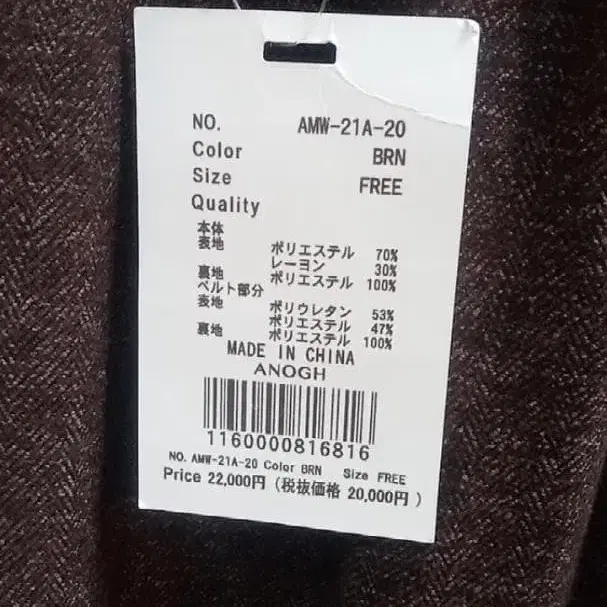 NO. AMW-21A-20
Color BRN
Size FREE
Quality
本体
表地 ポリエステル 70%
レーヨン 30%
裏地 ポリエステル 100%
ベルト部分
表地 ポリウレタン 53%
ポリエステル 47%
裏地 ポリエステル 100%
MADE IN CHINA
ANOGH
1160000816816
NO. AMW-21A-20 Color BRN Size FREE
Price 22,000円 (税抜価格 20,000円 )